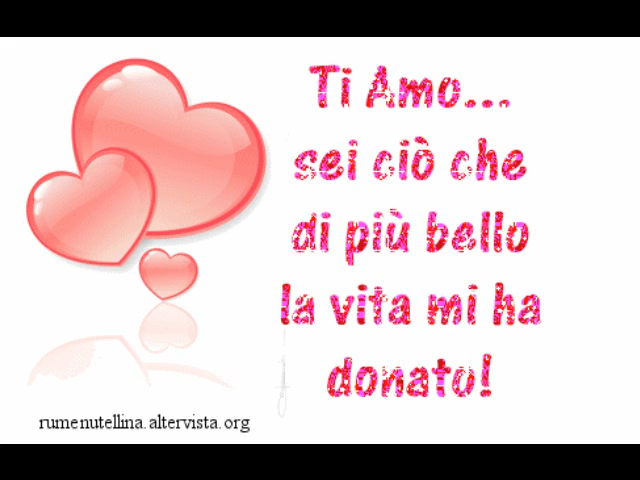 Ti Amo...
sei ciò che
di più bello
la vita mi ha
donato!
rumenutellina.altervista.org